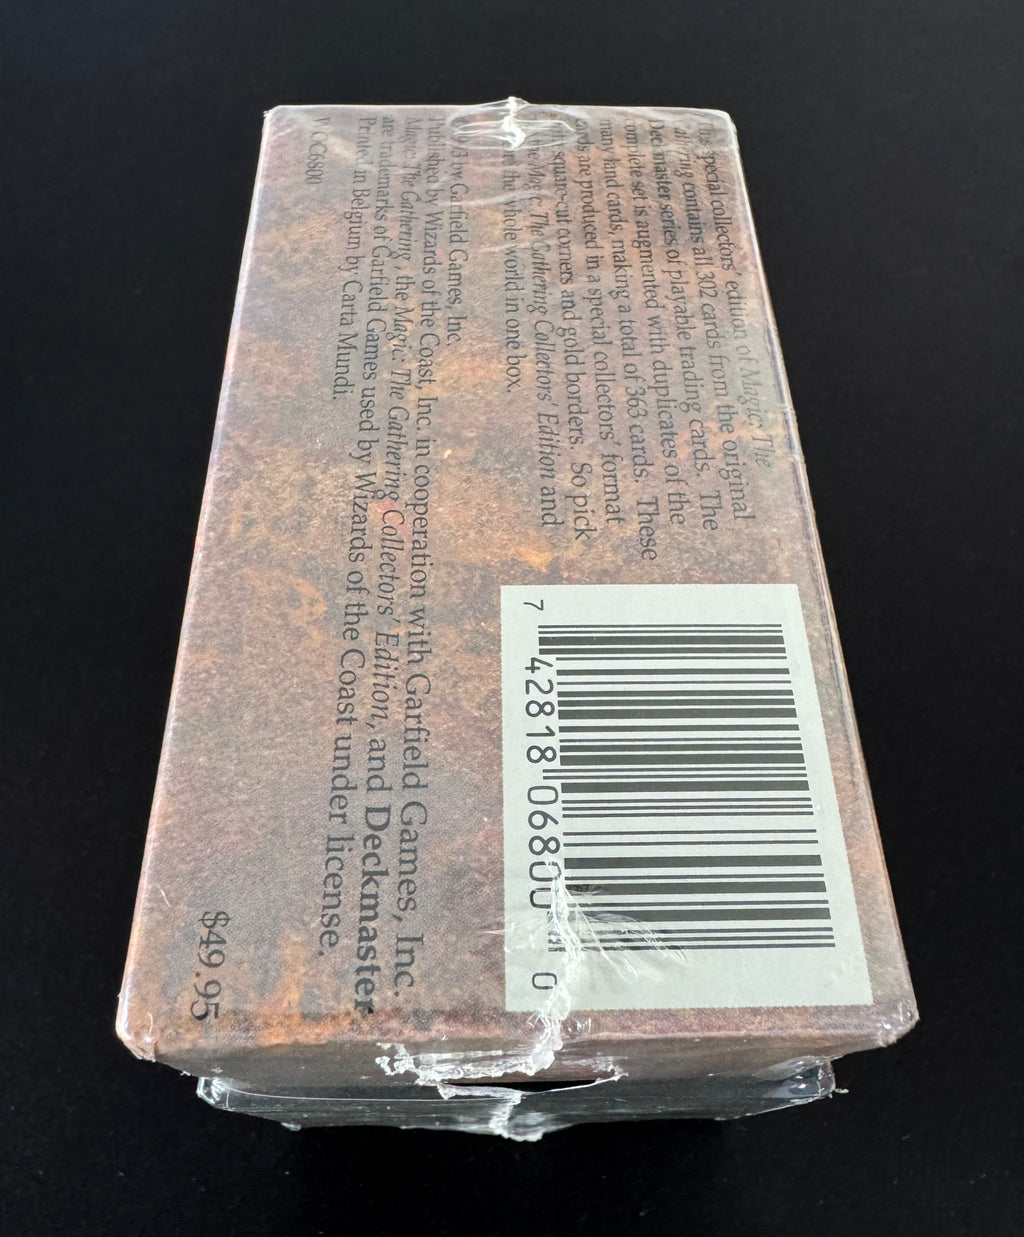 special collectors' edition of Magic: The
contains all 302 cards from the original
Deckmaster series of playable trading cards. The
complete set is augmented with duplicates of the
many land cards, making a total of 363 cards. These
cards are produced in a special collectors' format
with square-cut corners and gold borders. So pick
Magic: The Gathering Collectors' Edition and
the whole world in one box.
by Garfield Games, Inc.
Published by Wizards of the Coast, Inc. in cooperation with Garfield Games, Inc.
Magic: The Gathering, the Magic: The Gathering Collectors' Edition, and Deckmaster
are trademarks of Garfield Games used by Wizards of the Coast under license.
Printed in Belgium by Carta Mundi.
WOC6800
$49.95
7 42818 06800 0